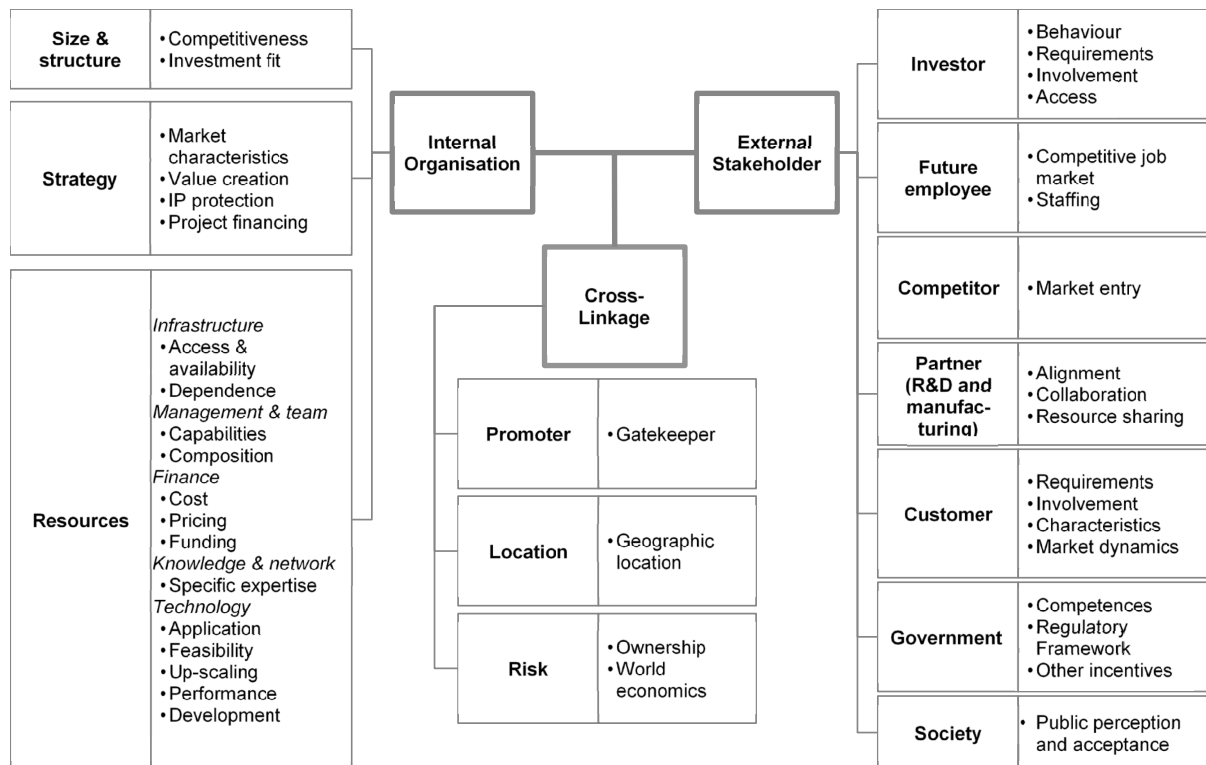 Size &
structure
• Competitiveness
• Investment fit
Strategy
• Market
characteristics
• Value creation
• IP protection
• Project financing
Resources
Infrastructure
• Access &
availability
• Dependence
Management & team
• Capabilities
• Composition
Finance
• Cost
• Pricing
• Funding
Knowledge & network
• Specific expertise
Technology
• Application
• Feasibility
• Up-scaling
• Performance
• Development
Internal
Organisation
External
Stakeholder
Cross-
Linkage
Promoter
• Gatekeeper
Location
• Geographic
location
Risk
• Ownership
• World
economics
Investor
• Behaviour
• Requirements
• Involvement
• Access
Future
employee
• Competitive job
market
• Staffing
Competitor
• Market entry
Partner
(R&D and
manufac-
turing)
• Alignment
• Collaboration
• Resource sharing
Customer
• Requirements
• Involvement
• Characteristics
• Market dynamics
Government
• Competences
• Regulatory
Framework
• Other incentives
Society
• Public perception
and acceptance